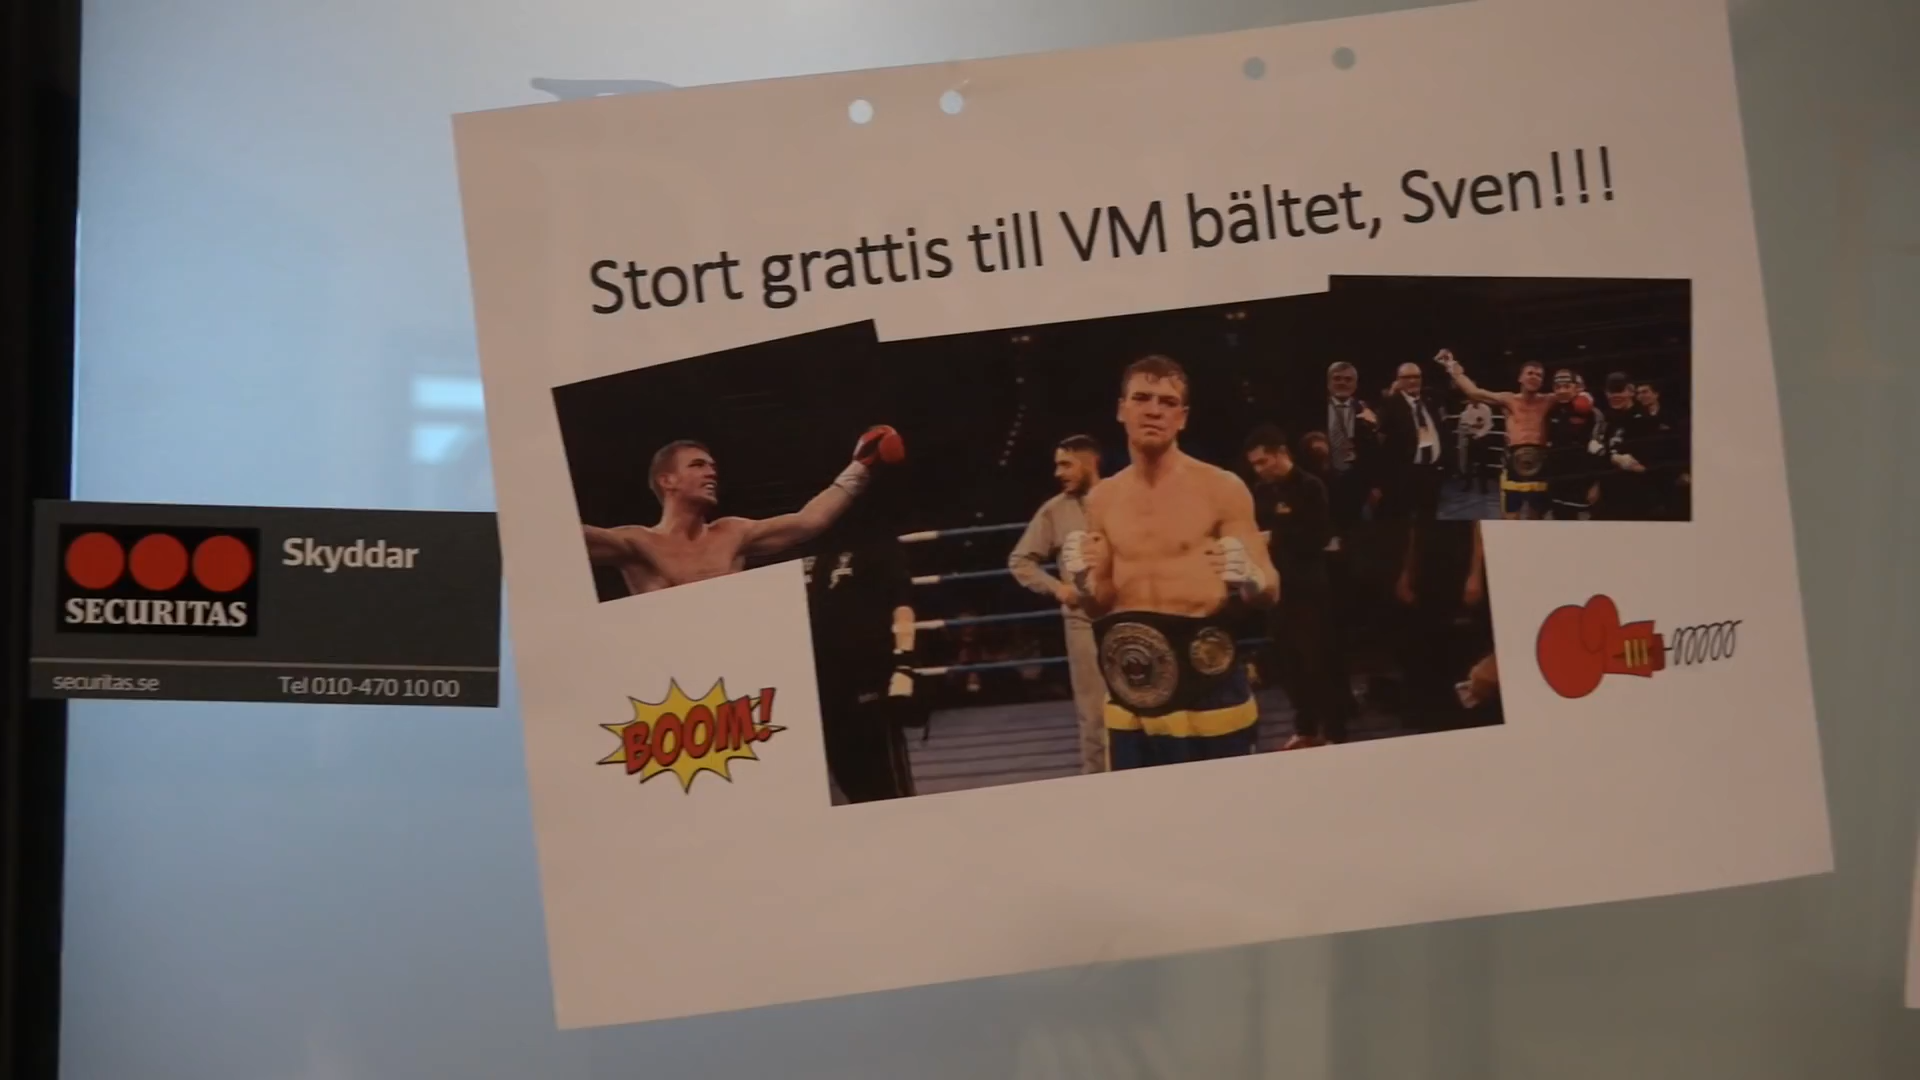 Stort grattis till VM bältet, Sven!!!
Skyddar
SECURITAS
securitas.se
Tel 010-470 10 00
BOOM!